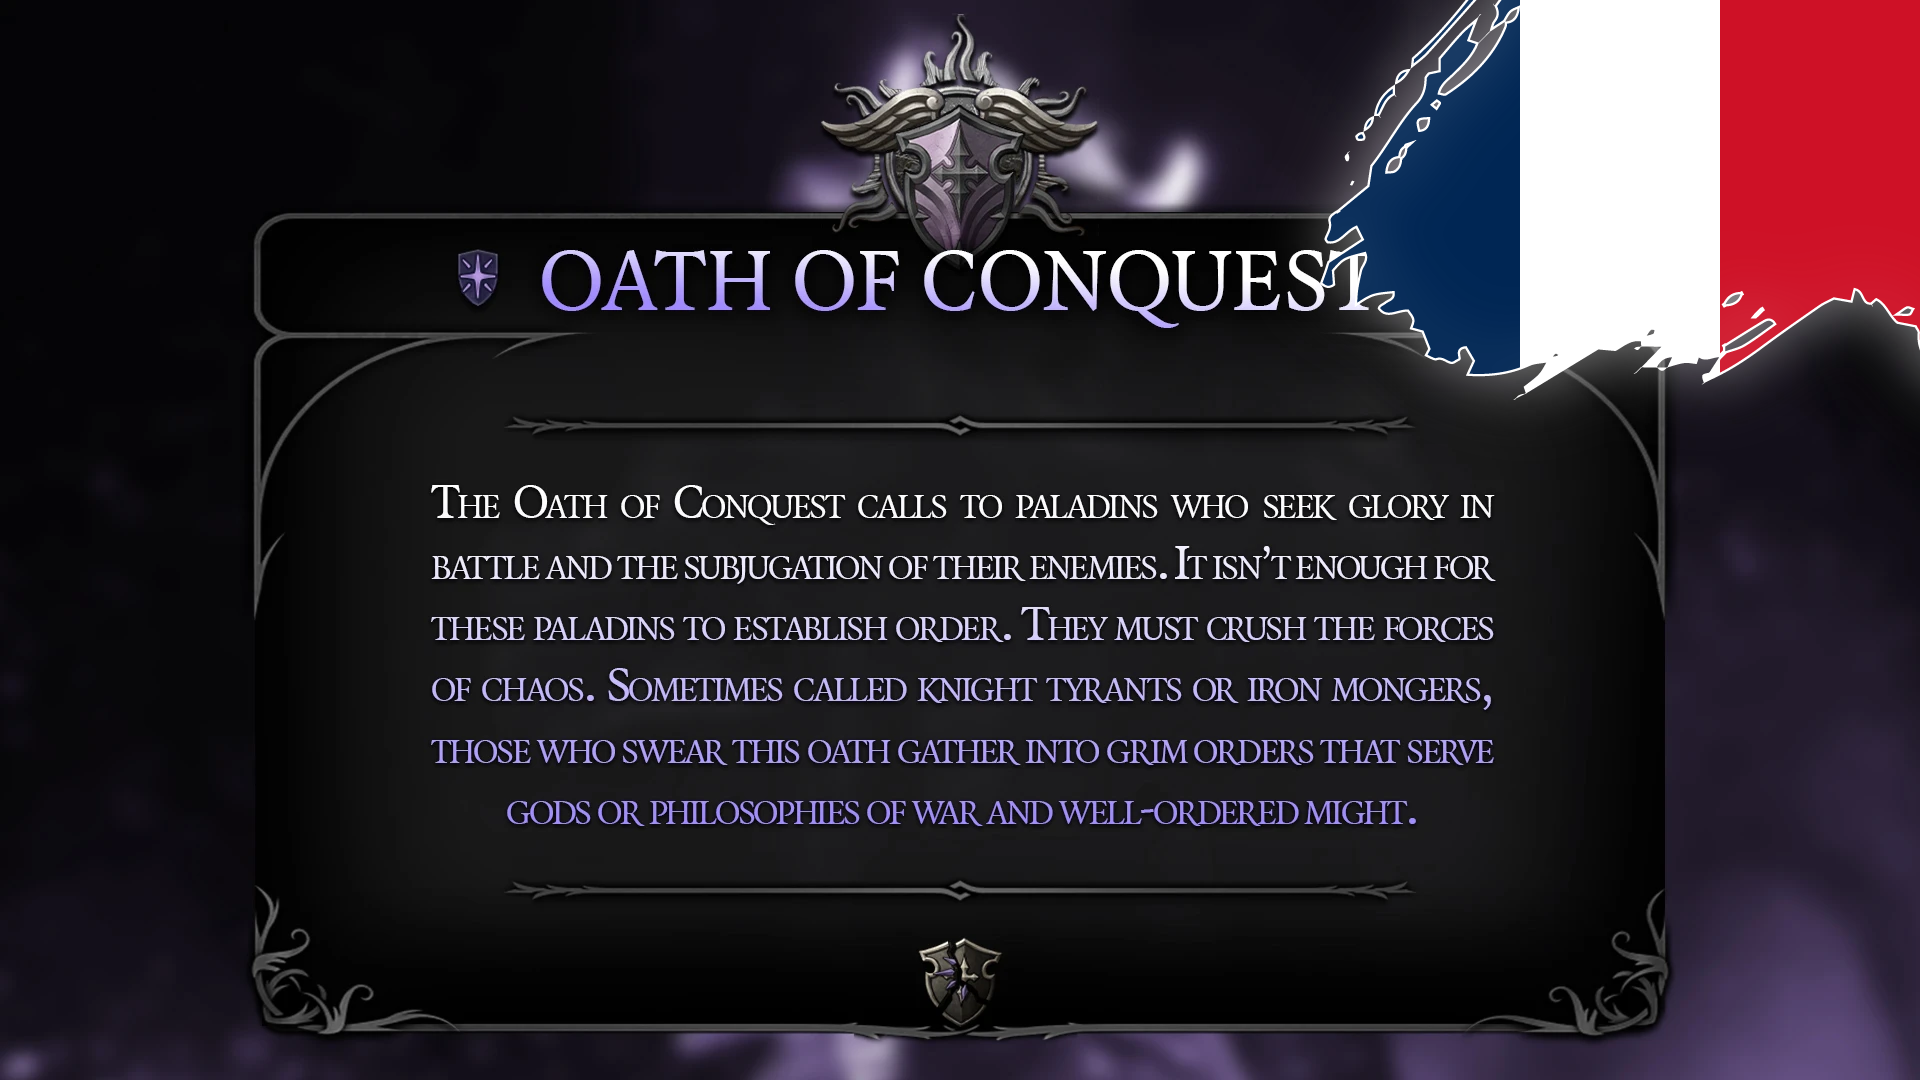 OATH OF CONQUEST
The Oath of Conquest calls to paladins who seek glory in
battle and the subjugation of their enemies. It isn't enough for
these paladins to establish order. They must crush the forces
of chaos. Sometimes called knight tyrants or iron mongers,
those who swear this oath gather into grim orders that serve
gods or philosophies of war and well-ordered might.